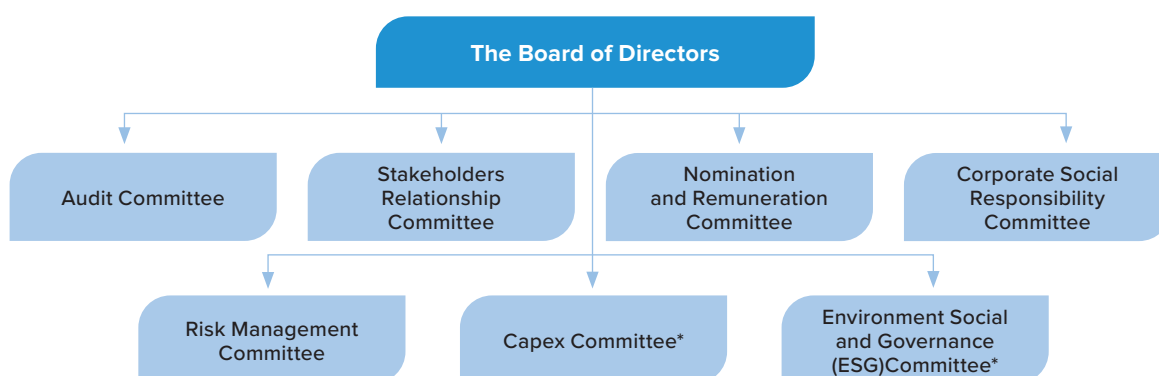 The Board of Directors
Audit Committee
Stakeholders
Relationship
Committee
Nomination
and Remuneration
Committee
Corporate Social
Responsibility
Committee
Risk Management
Committee
Capex Committee*
Environment Social
and Governance
(ESG)Committee*